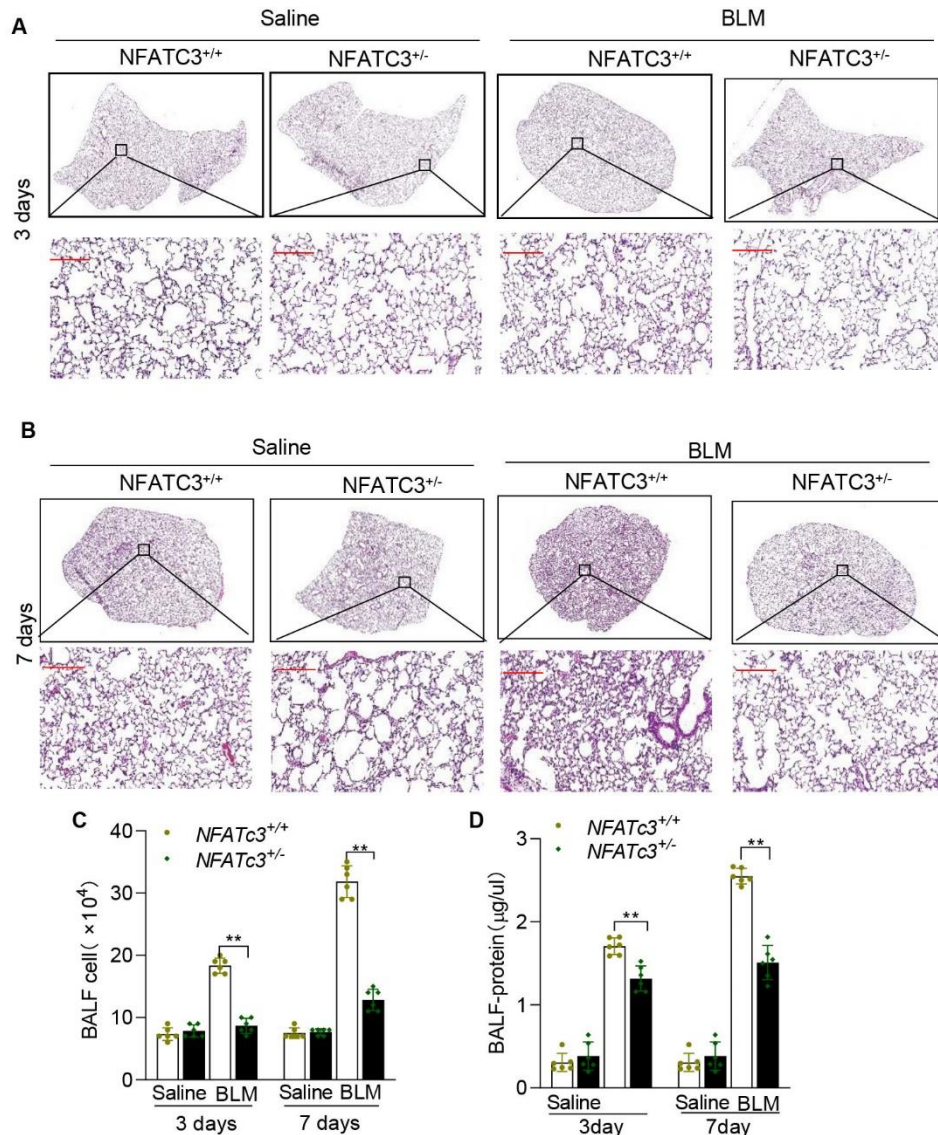 A
Saline
BLM
NFATC3+/+
NFATC3+/-
NFATC3+/+
NFATC3+/-
3 days
B
Saline
BLM
NFATC3+/+
NFATC3+/-
NFATC3+/+
NFATC3+/-
7 days
C
NFATc3+/+
NFATc3+/-
BALF cell( ×10⁴)
40
30
20
10
0
**
**
Saline BLM
Saline BLM
3 days
7 days
D
NFATc3+/+
NFATc3+/-
BALF-protein(μg/ul)
3
2
1
0
**
**
Saline
Saline BLM
3day
7day